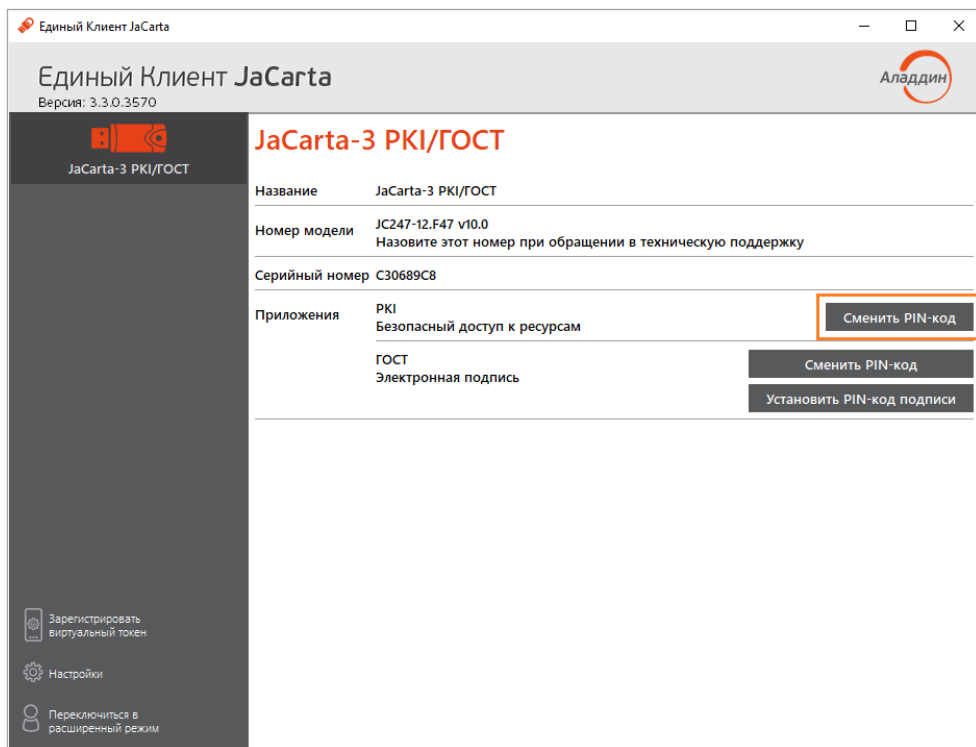 Единый Клиент JaCarta
Единый Клиент JaCarta
Версия: 3.3.0.3570
Аладдин
JaCarta-3 PKI/ГОСТ
JaCarta-3 PKI/ГОСТ
Название JaCarta-3 PKI/ГОСТ
Номер модели JC247-12.F47 v10.0
Назовите этот номер при обращении в техническую поддержку
Серийный номер C30689C8
Приложения PKI
Безопасный доступ к ресурсам
Сменить PIN-код
ГОСТ
Электронная подпись
Сменить PIN-код
Установить PIN-код подписи
Зарегистрировать
виртуальный токен
Настройки
Переключиться в
расширенный режим